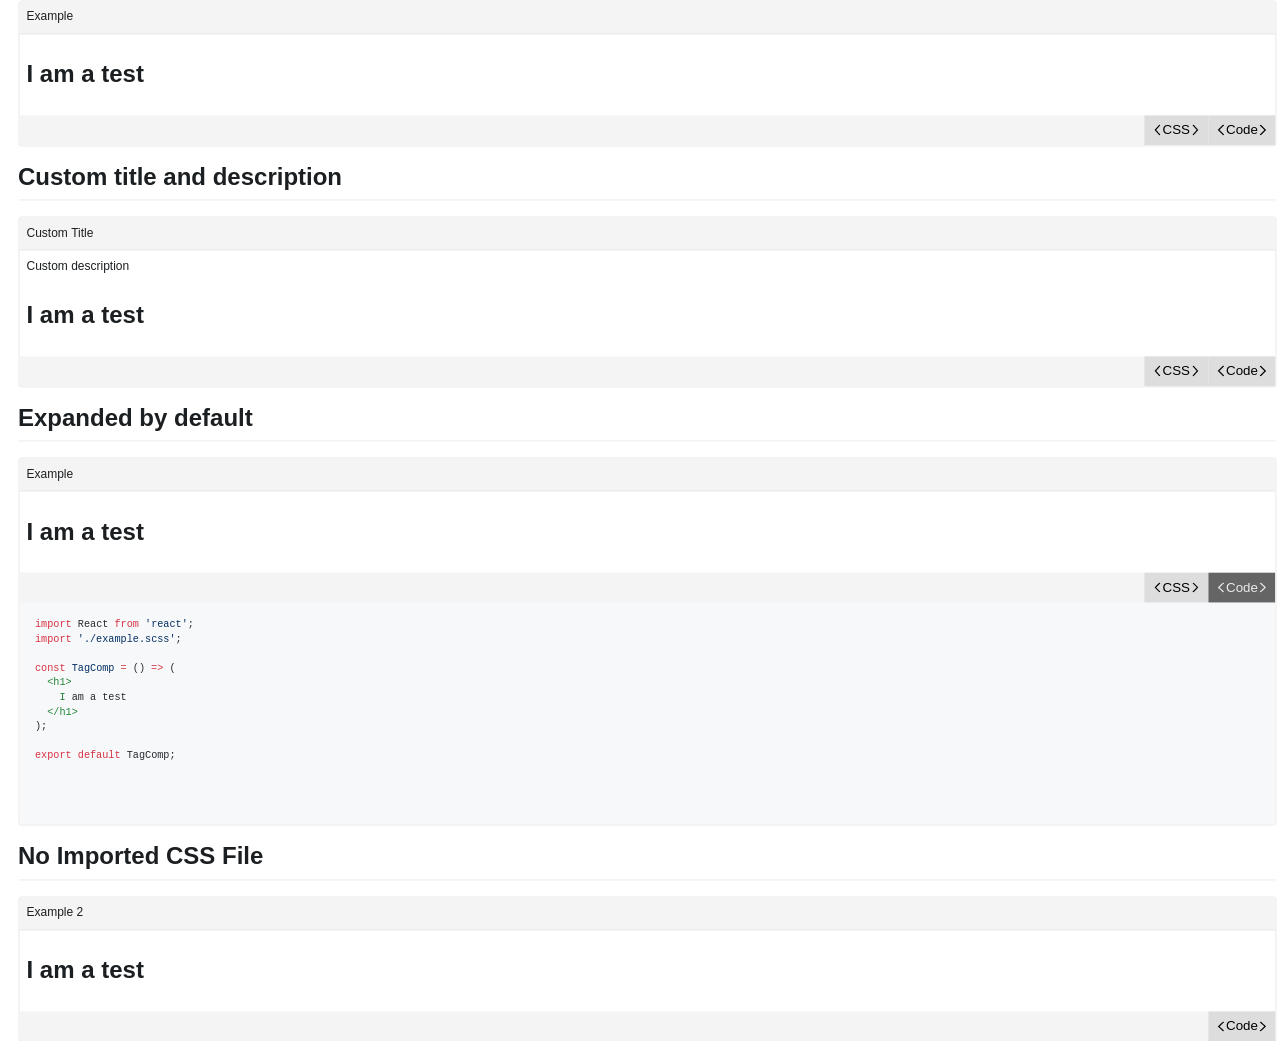 Example
I am a test
CSS Code
Custom title and description
Custom Title
Custom description
I am a test
CSS Code
Expanded by default
Example
I am a test
CSS Code
import React from 'react';
import './example.scss';
const TagComp = () => (
  <h1>
    I am a test
  </h1>
);
export default TagComp;
No Imported CSS File
Example 2
I am a test
Code